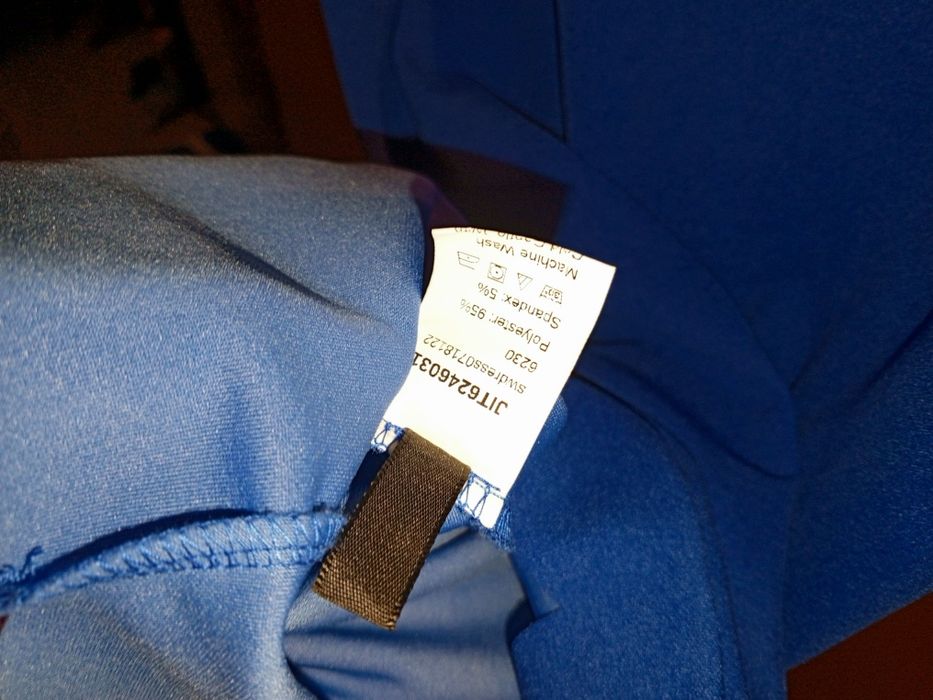 JIT6246031
swdress0718122
6230
Polyester: 95%
Spandex: 5%
Machine Wash